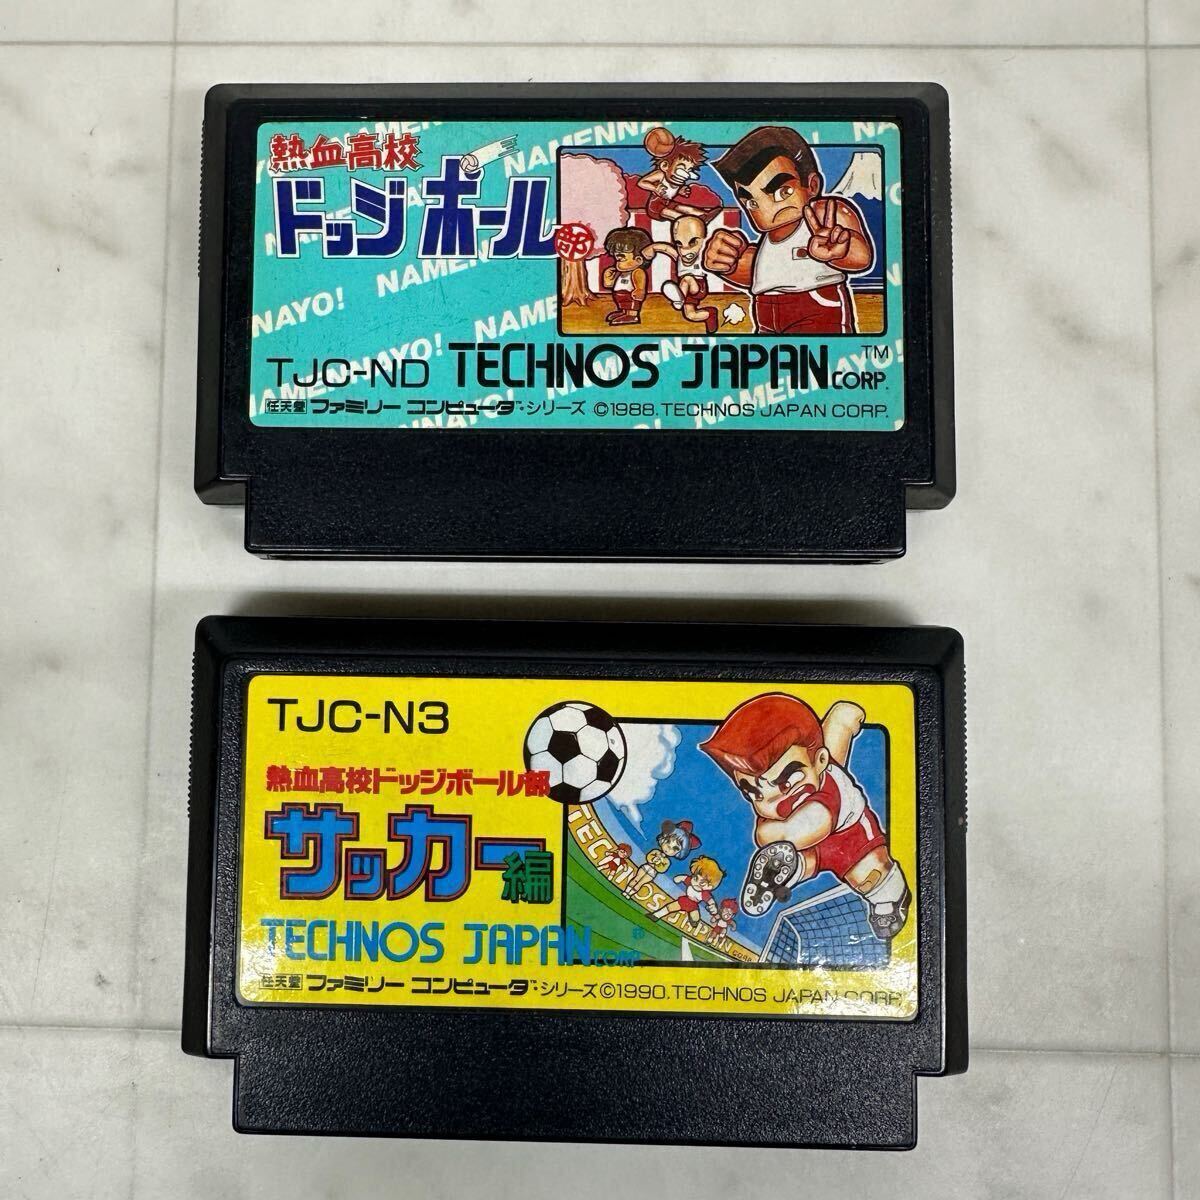 熱血高校
ドッジボール部
NAMENNAYO!
TJC-ND TECHNOS JAPAN CORP. TM
任天堂 ファミリー コンピュータ・シリーズ ©1988. TECHNOS JAPAN CORP.
TJC-N3
熱血高校ドッジボール部
サッカー編
TECHNOS JAPAN CORP.
TECHNOS JAPAN CORP.
任天堂 ファミリー コンピュータ・シリーズ ©1990. TECHNOS JAPAN CORP.